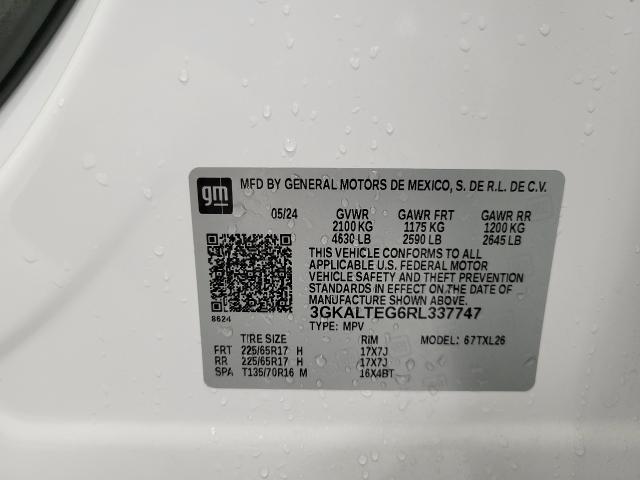 gm
MFD BY GENERAL MOTORS DE MEXICO, S. DE R.L. DE C.V.
05/24 GVWR GAWR FRT GAWR RR
2100 KG 1175 KG 1200 KG
4630 LB 2590 LB 2645 LB
THIS VEHICLE CONFORMS TO ALL
APPLICABLE U.S. FEDERAL MOTOR
VEHICLE SAFETY AND THEFT PREVENTION
STANDARDS IN EFFECT ON THE DATE OF
MANUFACTURE SHOWN ABOVE.
8624
3GKALTEG6RL337747
TYPE: MPV
TIRE SIZE RIM MODEL: 67TXL26
FRT 225/65R17 H 17X7J
RR 225/65R17 H 17X7J
SPA T135/70R16 M 16X4BT